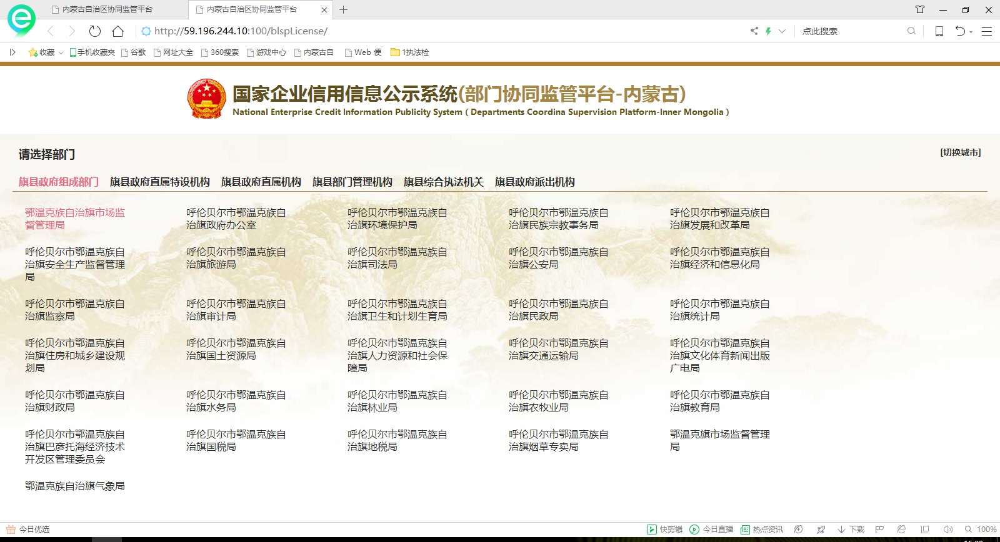 内蒙古自治区协同监管平台
内蒙古自治区协同监管平台
http://59.196.244.10:100/blspLicense/
点此搜索
收藏 手机收藏夹 谷歌 网址大全 360搜索 游戏中心 内蒙古自 Web 便 1执法检
国家企业信用信息公示系统(部门协同监管平台-内蒙古)
National Enterprise Credit Information Publicity System ( Departments Coordina Supervision Platform-Inner Mongolia )
请选择部门
[切换城市]
旗县政府组成部门 旗县政府直属特设机构 旗县政府直属机构 旗县部门管理机构 旗县综合执法机关 旗县政府派出机构
鄂温克族自治旗市场监
督管理局
呼伦贝尔市鄂温克族自
治旗政府办公室
呼伦贝尔市鄂温克族自
治旗环境保护局
呼伦贝尔市鄂温克族自
治旗民族宗教事务局
呼伦贝尔市鄂温克族自
治旗发展和改革局
呼伦贝尔市鄂温克族自
治旗安全生产监督管理
局
呼伦贝尔市鄂温克族自
治旗旅游局
呼伦贝尔市鄂温克族自
治旗司法局
呼伦贝尔市鄂温克族自
治旗公安局
呼伦贝尔市鄂温克族自
治旗经济和信息化局
呼伦贝尔市鄂温克族自
治旗监察局
呼伦贝尔市鄂温克族自
治旗审计局
呼伦贝尔市鄂温克族自
治旗卫生和计划生育局
呼伦贝尔市鄂温克族自
治旗民政局
呼伦贝尔市鄂温克族自
治旗统计局
呼伦贝尔市鄂温克族自
治旗住房和城乡建设规
划局
呼伦贝尔市鄂温克族自
治旗国土资源局
呼伦贝尔市鄂温克族自
治旗人力资源和社会保
障局
呼伦贝尔市鄂温克族自
治旗交通运输局
呼伦贝尔市鄂温克族自
治旗文化体育新闻出版
广电局
呼伦贝尔市鄂温克族自
治旗财政局
呼伦贝尔市鄂温克族自
治旗水务局
呼伦贝尔市鄂温克族自
治旗林业局
呼伦贝尔市鄂温克族自
治旗农牧业局
呼伦贝尔市鄂温克族自
治旗教育局
呼伦贝尔市鄂温克族自
治旗巴彦托海经济技术
开发区管理委员会
呼伦贝尔市鄂温克族自
治旗国税局
呼伦贝尔市鄂温克族自
治旗地税局
呼伦贝尔市鄂温克族自
治旗烟草专卖局
鄂温克旗市场监督管理
局
鄂温克族自治旗气象局
今日优选
快剪辑 今日直播 热点资讯 下载 100%